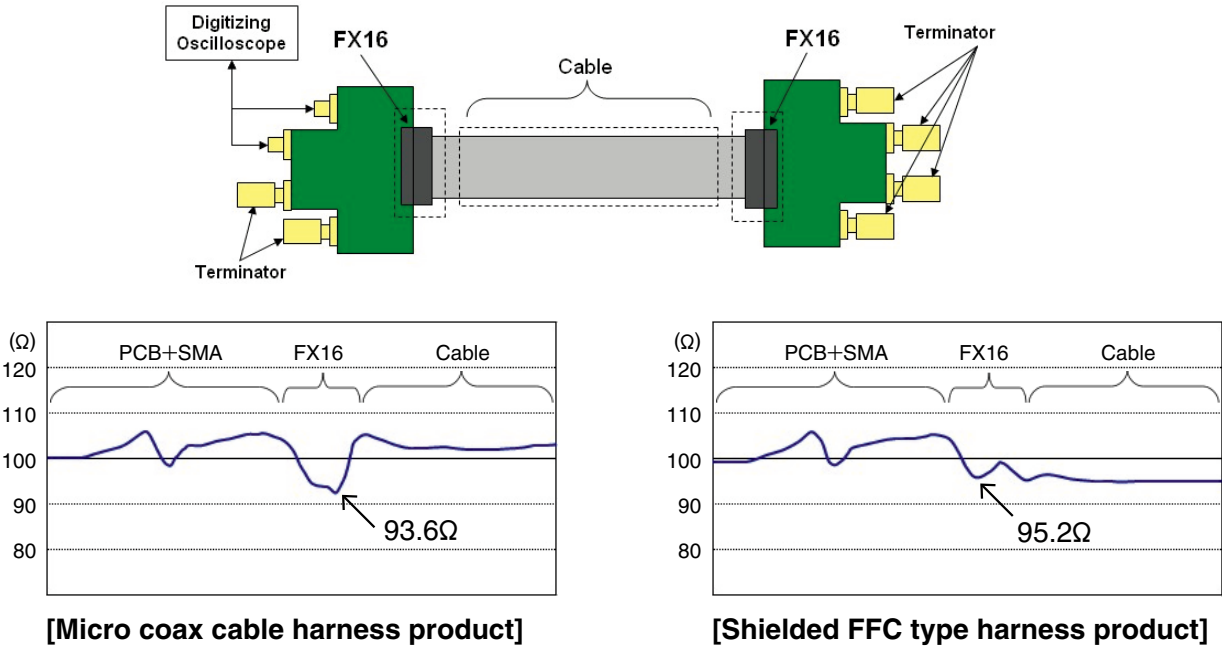 Digitizing
Oscilloscope
FX16
Cable
FX16
Terminator
Terminator
(Ω)
120
110
100
90
80
PCB+SMA
FX16
Cable
93.6Ω
[Micro coax cable harness product]
(Ω)
120
110
100
90
80
PCB+SMA
FX16
Cable
95.2Ω
[Shielded FFC type harness product]